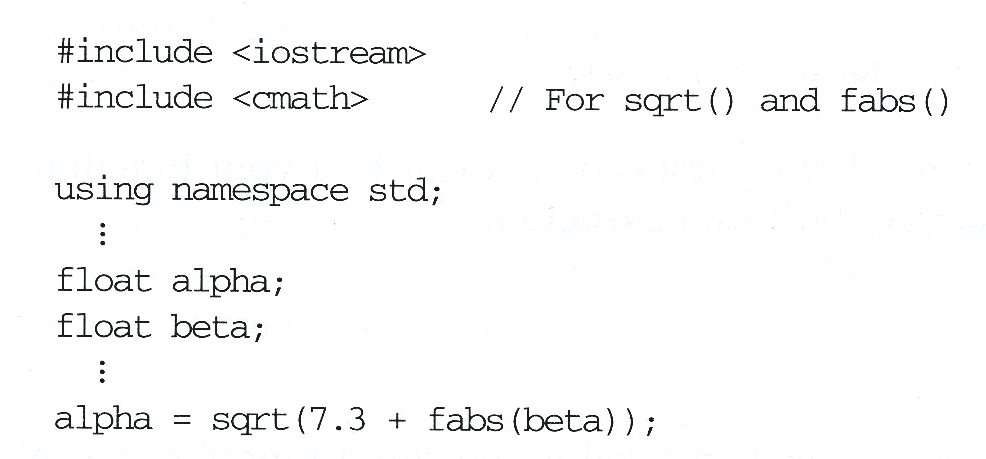 #include <iostream>
#include <cmath>      // For sqrt() and fabs()
using namespace std;
⋮
float alpha;
float beta;
⋮
alpha = sqrt(7.3 + fabs(beta));